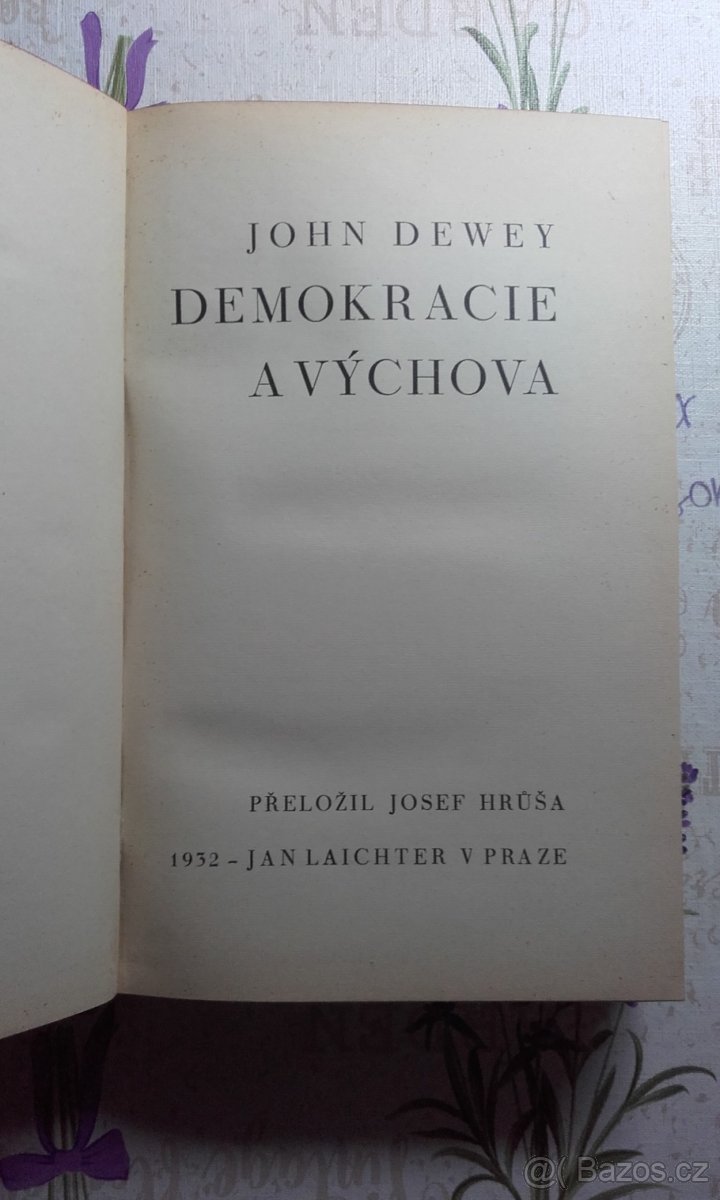 JOHN DEWEY
DEMOKRACIE
A VÝCHOVA
PŘELOŽIL JOSEF HRŮŠA
1932 – JAN LAICHTER V PRAZE
@( Bazos.cz